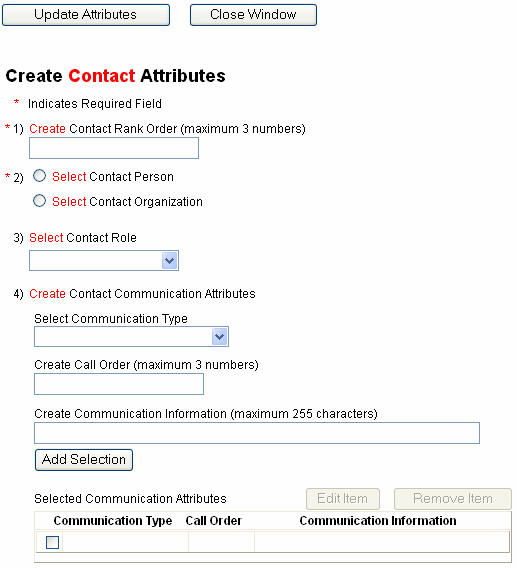 Update Attributes Close Window
Create Contact Attributes
* Indicates Required Field
* 1) Create Contact Rank Order (maximum 3 numbers)
* 2) Select Contact Person
Select Contact Organization
3) Select Contact Role
4) Create Contact Communication Attributes
Select Communication Type
Create Call Order (maximum 3 numbers)
Create Communication Information (maximum 255 characters)
Add Selection
Selected Communication Attributes Edit Item Remove Item
Communication Type Call Order Communication Information